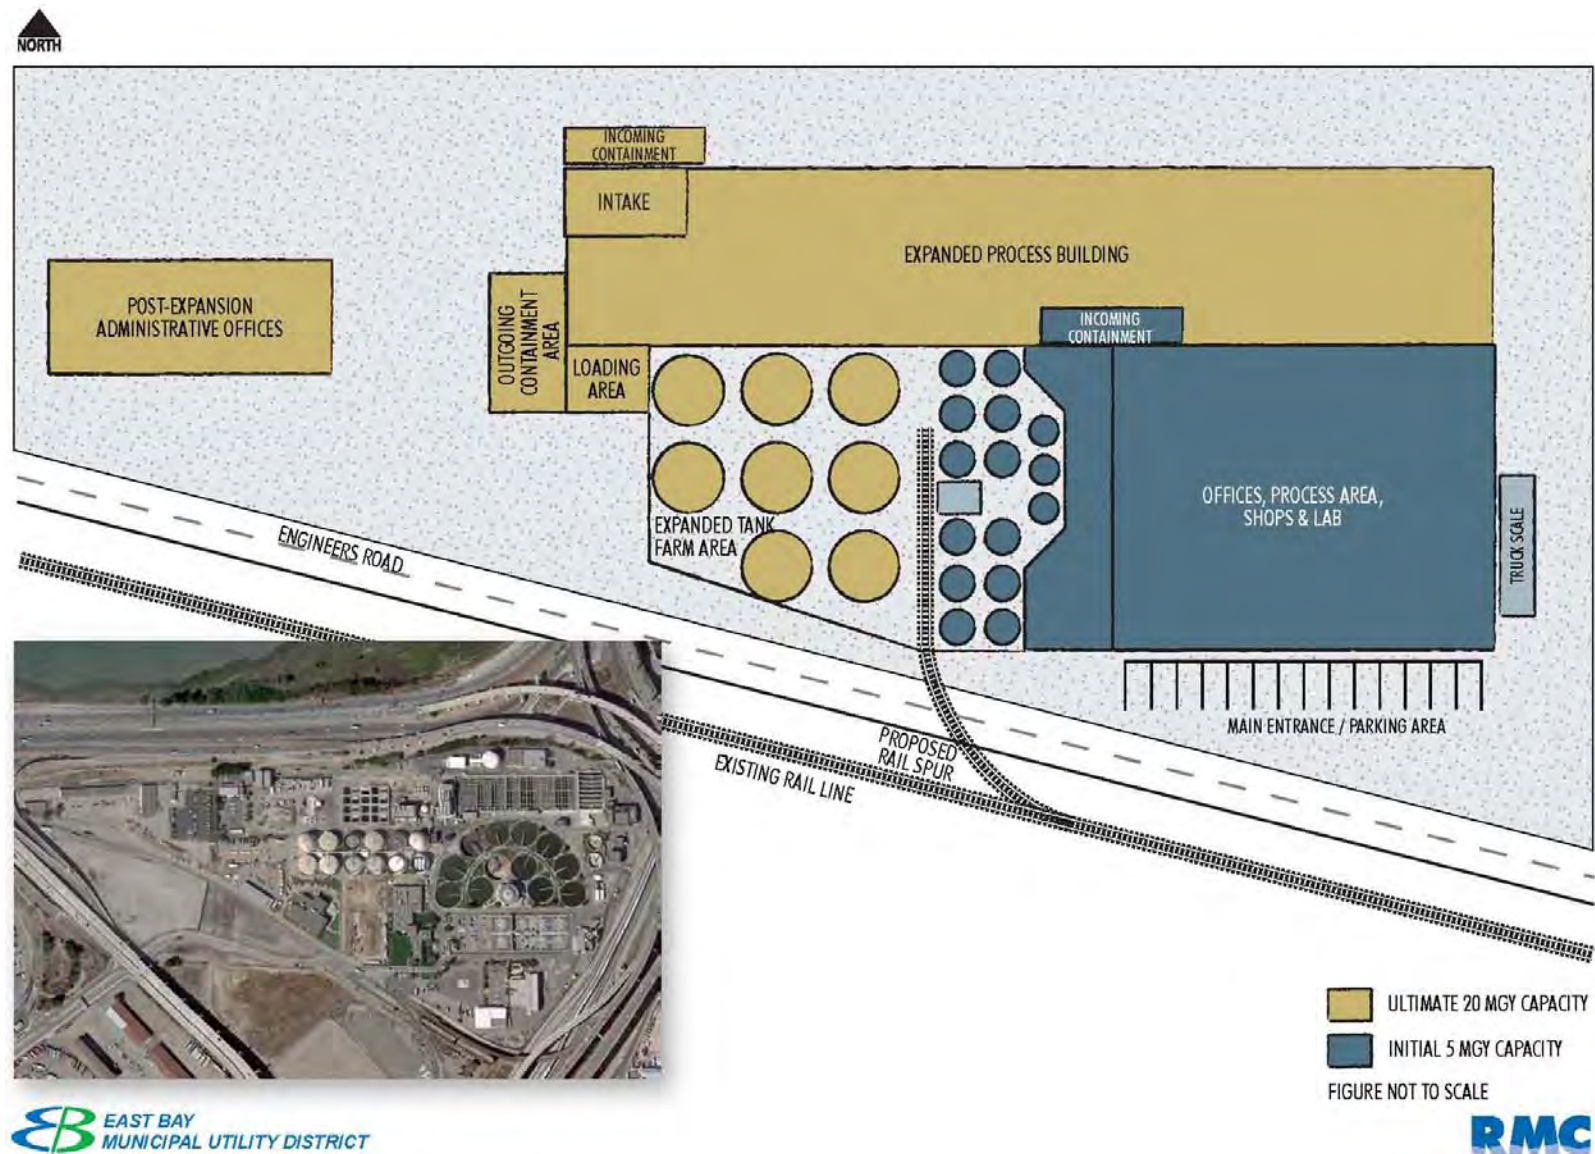 NORTH
INCOMING
CONTAINMENT
INTAKE
EXPANDED PROCESS BUILDING
POST-EXPANSION
ADMINISTRATIVE OFFICES
OUTGOING
CONTAINMENT
AREA
LOADING
AREA
INCOMING
CONTAINMENT
OFFICES, PROCESS AREA,
SHOPS & LAB
TRUCK SCALE
EXPANDED TANK
FARM AREA
ENGINEERS ROAD
MAIN ENTRANCE / PARKING AREA
PROPOSED
RAIL SPUR
EXISTING RAIL LINE
ULTIMATE 20 MGY CAPACITY
INITIAL 5 MGY CAPACITY
FIGURE NOT TO SCALE
EB EAST BAY
MUNICIPAL UTILITY DISTRICT
RMC